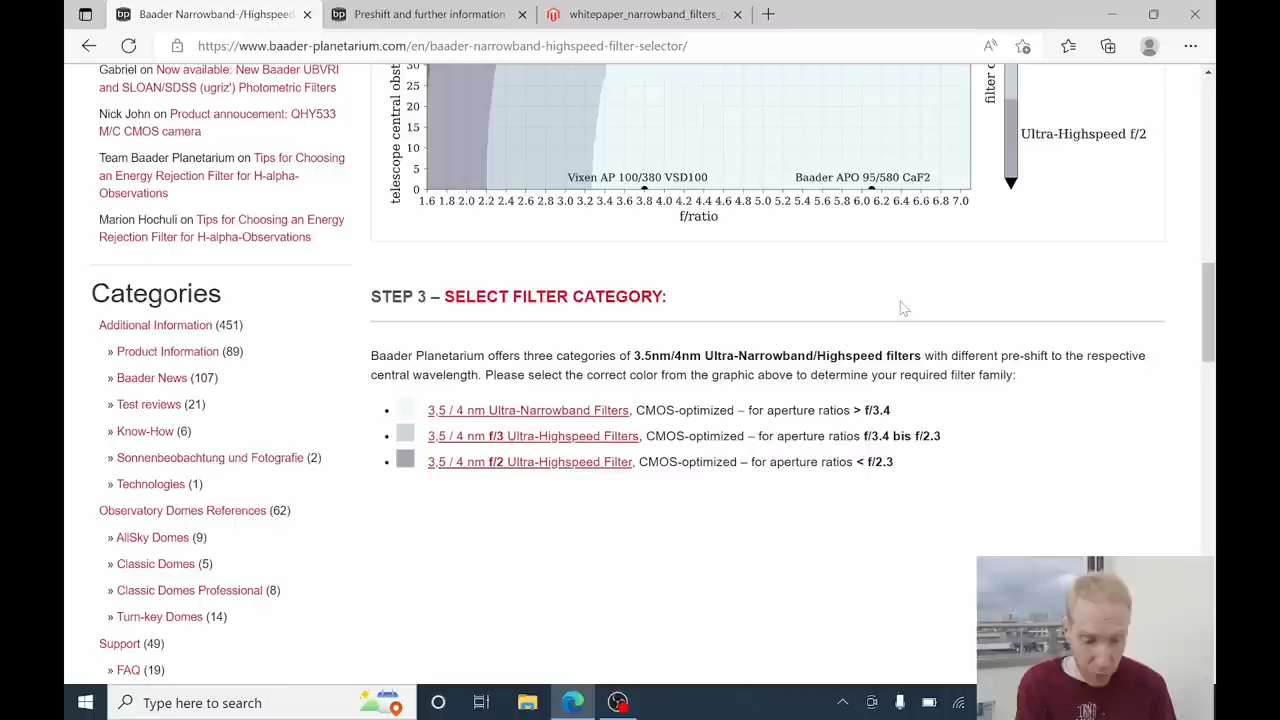 Baader Narrowband-/Highspeed
Preshift and further information
whitepaper_narrowband_filters_
https://www.baader-planetarium.com/en/baader-narrowband-highspeed-filter-selector/
Gabriel on Now available: New Baader UBVRI
and SLOAN/SDSS (ugriz') Photometric Filters
Nick John on Product annoucement: QHY533
M/C CMOS camera
Team Baader Planetarium on Tips for Choosing
an Energy Rejection Filter for H-alpha-
Observations
Marion Hochuli on Tips for Choosing an Energy
Rejection Filter for H-alpha-Observations
Categories
Additional Information (451)
» Product Information (89)
» Baader News (107)
» Test reviews (21)
» Know-How (6)
» Sonnenbeobachtung und Fotografie (2)
» Technologies (1)
Observatory Domes References (62)
» AllSky Domes (9)
» Classic Domes (5)
» Classic Domes Professional (8)
» Turn-key Domes (14)
Support (49)
» FAQ (19)
telescope central obst
30
25
20
15
10
5
0
Vixen AP 100/380 VSD100
Baader APO 95/580 CaF2
1.6 1.8 2.0 2.2 2.4 2.6 2.8 3.0 3.2 3.4 3.6 3.8 4.0 4.2 4.4 4.6 4.8 5.0 5.2 5.4 5.6 5.8 6.0 6.2 6.4 6.6 6.8 7.0
f/ratio
filter c
Ultra-Highspeed f/2
STEP 3 – SELECT FILTER CATEGORY:
Baader Planetarium offers three categories of 3.5nm/4nm Ultra-Narrowband/Highspeed filters with different pre-shift to the respective
central wavelength. Please select the correct color from the graphic above to determine your required filter family:
• 3,5 / 4 nm Ultra-Narrowband Filters, CMOS-optimized – for aperture ratios > f/3.4
• 3,5 / 4 nm f/3 Ultra-Highspeed Filters, CMOS-optimized – for aperture ratios f/3.4 bis f/2.3
• 3,5 / 4 nm f/2 Ultra-Highspeed Filter, CMOS-optimized – for aperture ratios < f/2.3
Type here to search